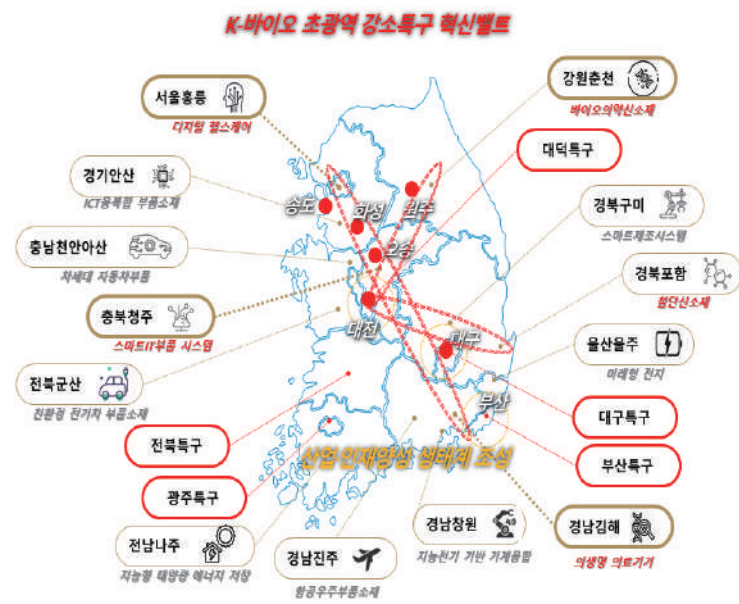 K-바이오 초광역 강소특구 혁신벨트
서울홍릉
디지털 헬스케어
강원춘천
바이오의약신소재
대덕특구
경기안산
ICT융복합 부품소재
송도
화성
원주
경북구미
스마트제조시스템
충남천안아산
차세대 자동차부품
오송
경북포함
첨단신소재
충북청주
스마트IT부품 시스템
대전
대구
울산울주
미래형 전지
전북군산
친환경 전기차 부품소재
부산
대구특구
전북특구
부산특구
산업·인재양성 생태계 조성
광주특구
전남나주
지능형 태양광 에너지 저장
경남진주
항공우주부품소재
경남창원
지능전기 기반 기계융합
경남김해
의생명 의료기기